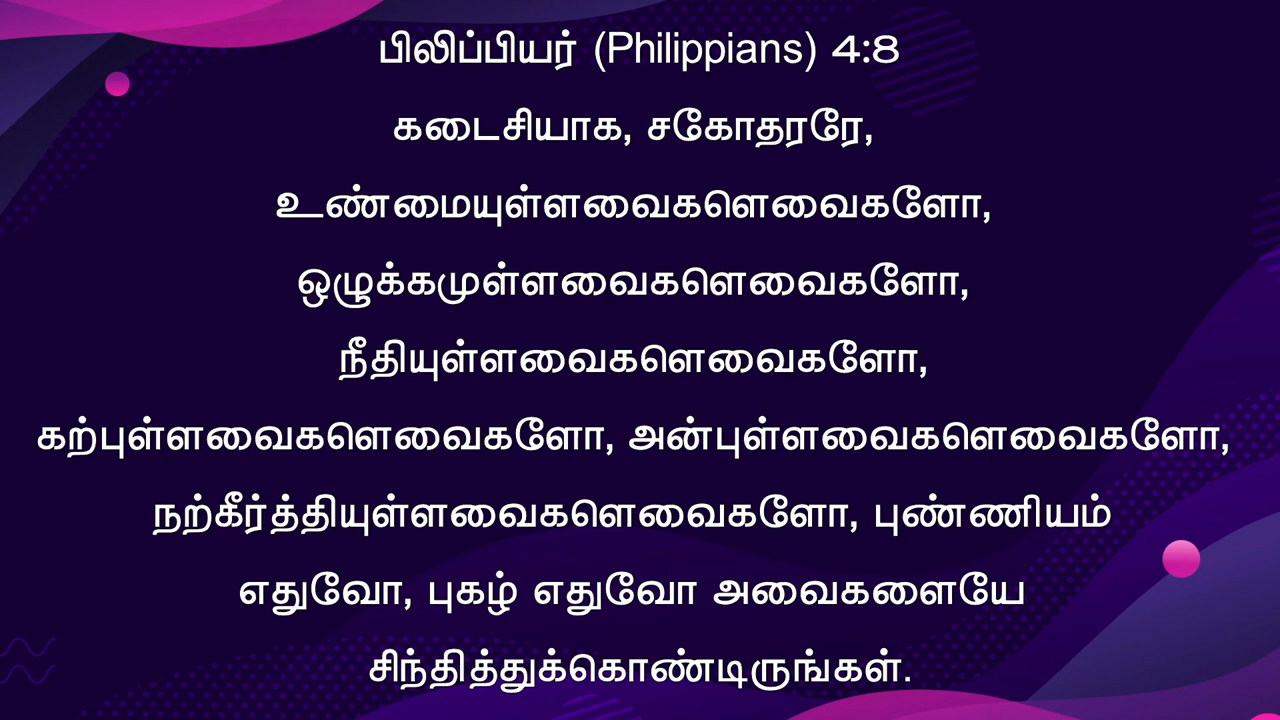 பிலிப்பியர் (Philippians) 4:8
கடைசியாக, சகோதரரே,
உண்மையுள்ளவைகளெவைகளோ,
ஒழுக்கமுள்ளவைகளெவைகளோ,
நீதியுள்ளவைகளெவைகளோ,
கற்புள்ளவைகளெவைகளோ, அன்புள்ளவைகளெவைகளோ,
நற்கீர்த்தியுள்ளவைகளெவைகளோ, புண்ணியம்
எதுவோ, புகழ் எதுவோ அவைகளையே
சிந்தித்துக்கொண்டிருங்கள்.